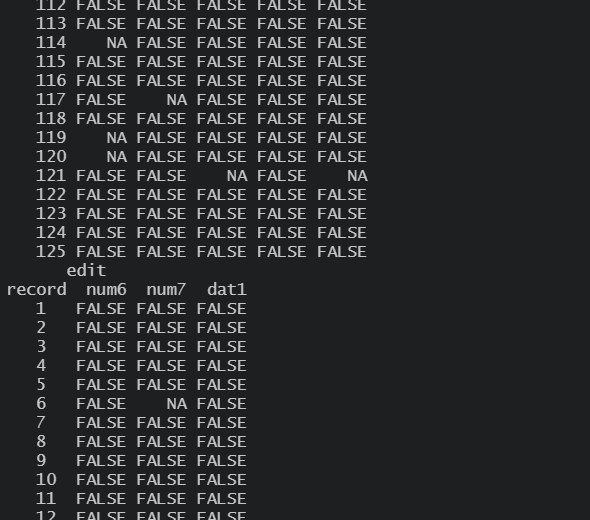 112 FALSE FALSE FALSE FALSE FALSE
113 FALSE FALSE FALSE FALSE FALSE
114    NA FALSE FALSE FALSE FALSE
115 FALSE FALSE FALSE FALSE FALSE
116 FALSE FALSE FALSE FALSE FALSE
117 FALSE    NA FALSE FALSE FALSE
118 FALSE FALSE FALSE FALSE FALSE
119    NA FALSE FALSE FALSE FALSE
120    NA FALSE FALSE FALSE FALSE
121 FALSE FALSE    NA FALSE    NA
122 FALSE FALSE FALSE FALSE FALSE
123 FALSE FALSE FALSE FALSE FALSE
124 FALSE FALSE FALSE FALSE FALSE
125 FALSE FALSE FALSE FALSE FALSE
edit
record  num6  num7  dat1
1   FALSE FALSE FALSE
2   FALSE FALSE FALSE
3   FALSE FALSE FALSE
4   FALSE FALSE FALSE
5   FALSE FALSE FALSE
6   FALSE    NA FALSE
7   FALSE FALSE FALSE
8   FALSE FALSE FALSE
9   FALSE FALSE FALSE
10  FALSE FALSE FALSE
11  FALSE FALSE FALSE
12  FALSE FALSE FALSE